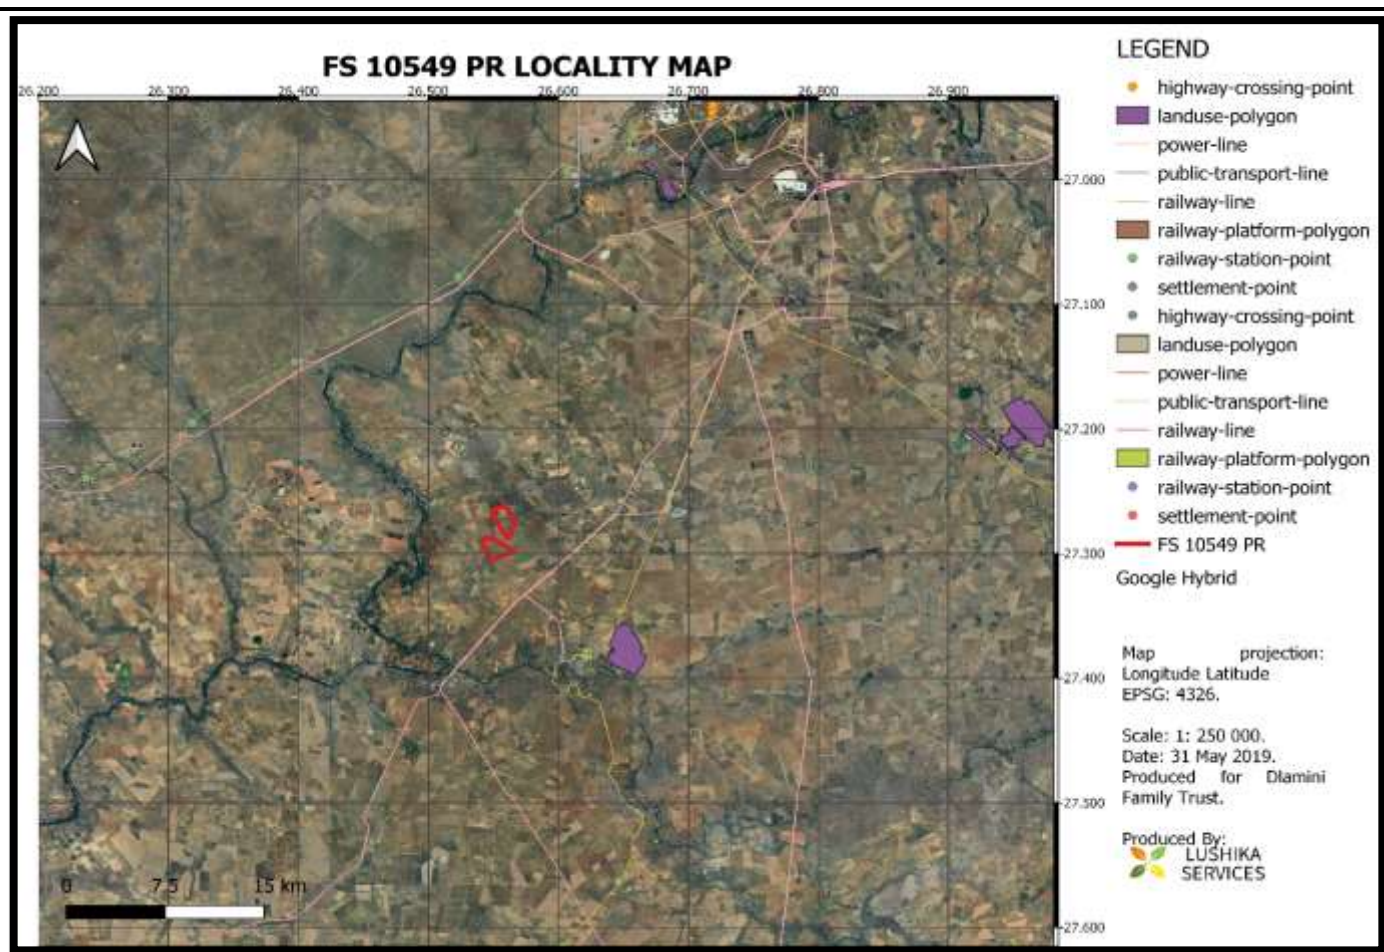 FS 10549 PR LOCALITY MAP
26.200 26.300 26.400 26.500 26.600 26.700 26.800 26.900
27.000
27.100
27.200
27.300
27.400
27.500
27.600
0 7.5 15 km
LEGEND
highway-crossing-point
landuse-polygon
power-line
public-transport-line
railway-line
railway-platform-polygon
railway-station-point
settlement-point
highway-crossing-point
landuse-polygon
power-line
public-transport-line
railway-line
railway-platform-polygon
railway-station-point
settlement-point
FS 10549 PR
Google Hybrid
Map projection:
Longitude Latitude
EPSG: 4326.
Scale: 1: 250 000.
Date: 31 May 2019.
Produced for Dlamini
Family Trust.
Produced By:
LUSHIKA
SERVICES